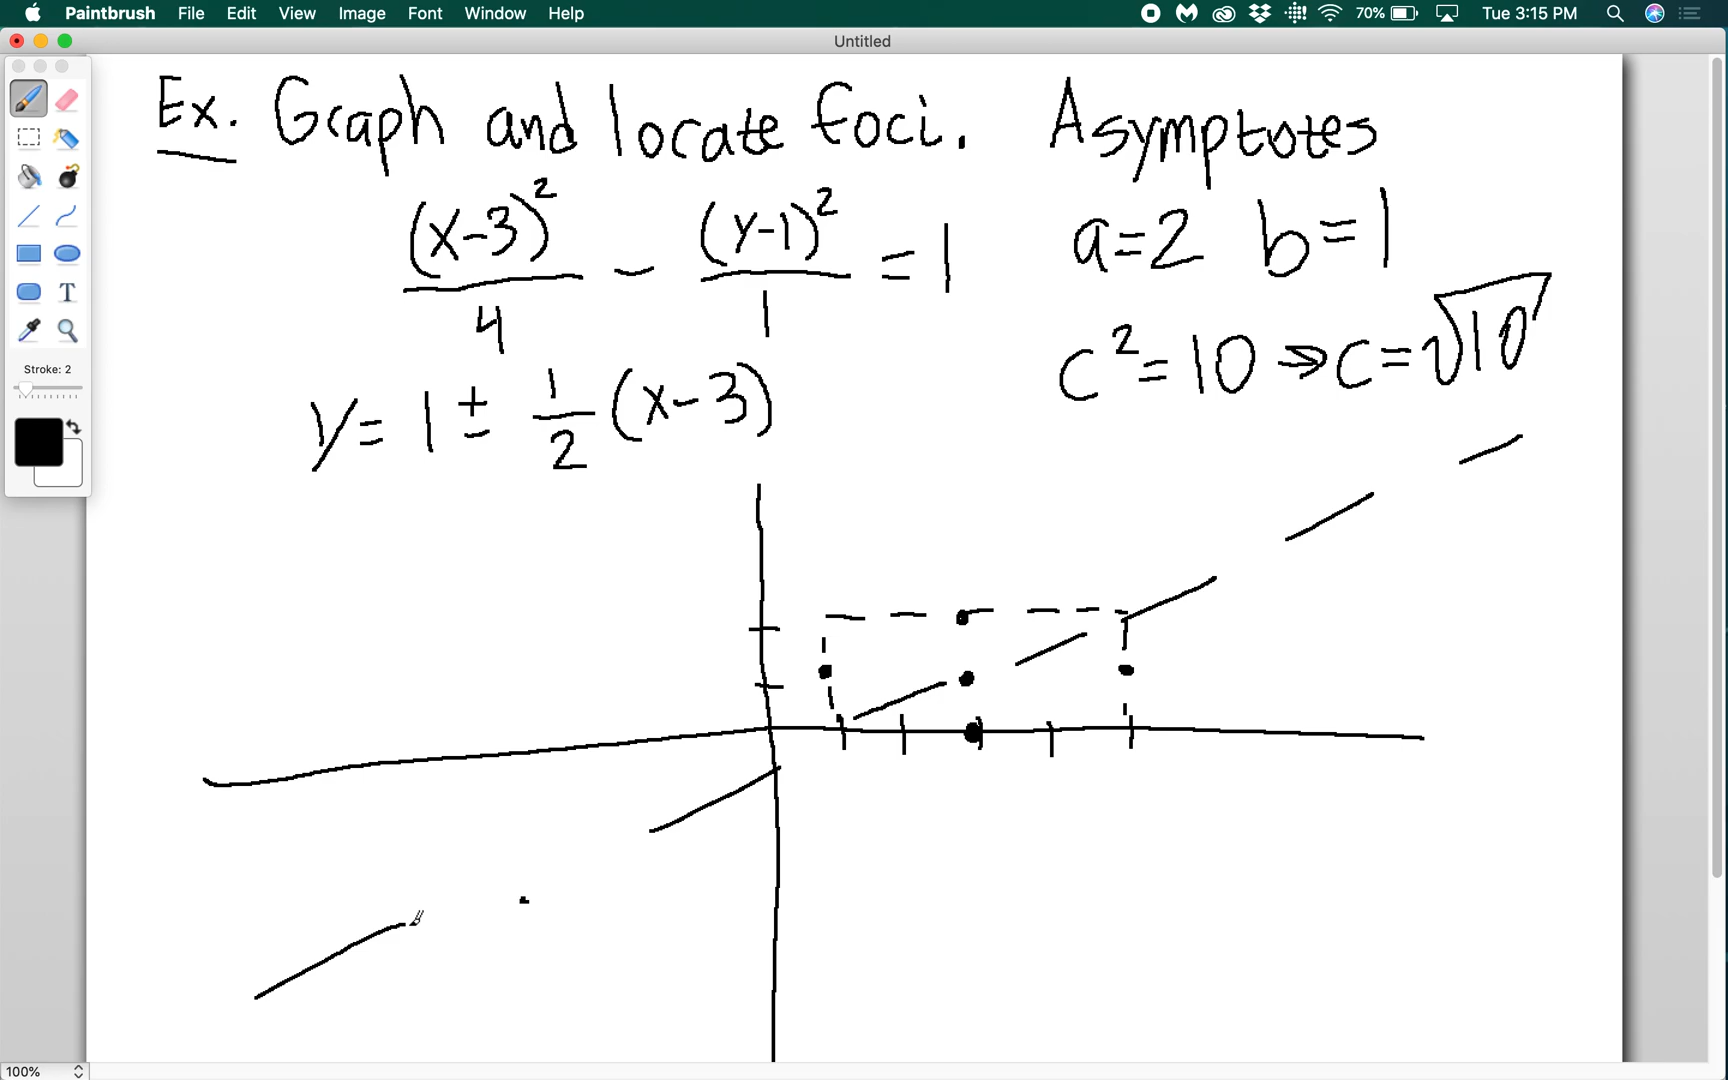 Paintbrush File Edit View Image Font Window Help 70% Tue 3:15 PM
Untitled
Ex. Graph and locate foci. Asymptotes
(x-3)²/4 - (y-1)²/1 = 1
a=2 b=1
c²=10 ⇒ c=√10
y= 1 ± 1/2 (x-3)
T
Stroke: 2
100%